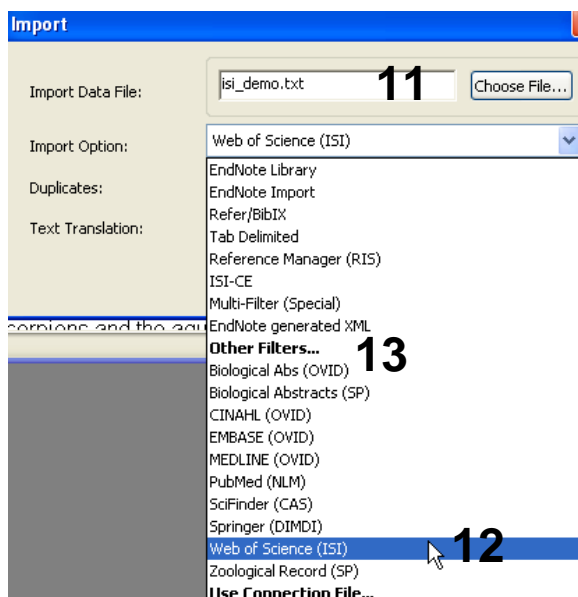 Import
Import Data File:
isi_demo.txt
11
Choose File...
Import Option:
Web of Science (ISI)
Duplicates:
Text Translation:
EndNote Library
EndNote Import
Refer/BibIX
Tab Delimited
Reference Manager (RIS)
ISI-CE
Multi-Filter (Special)
EndNote generated XML
Other Filters...
13
Biological Abs (OVID)
Biological Abstracts (SP)
CINAHL (OVID)
EMBASE (OVID)
MEDLINE (OVID)
PubMed (NLM)
SciFinder (CAS)
Springer (DIMDI)
Web of Science (ISI)
12
Zoological Record (SP)
Use Connection File...